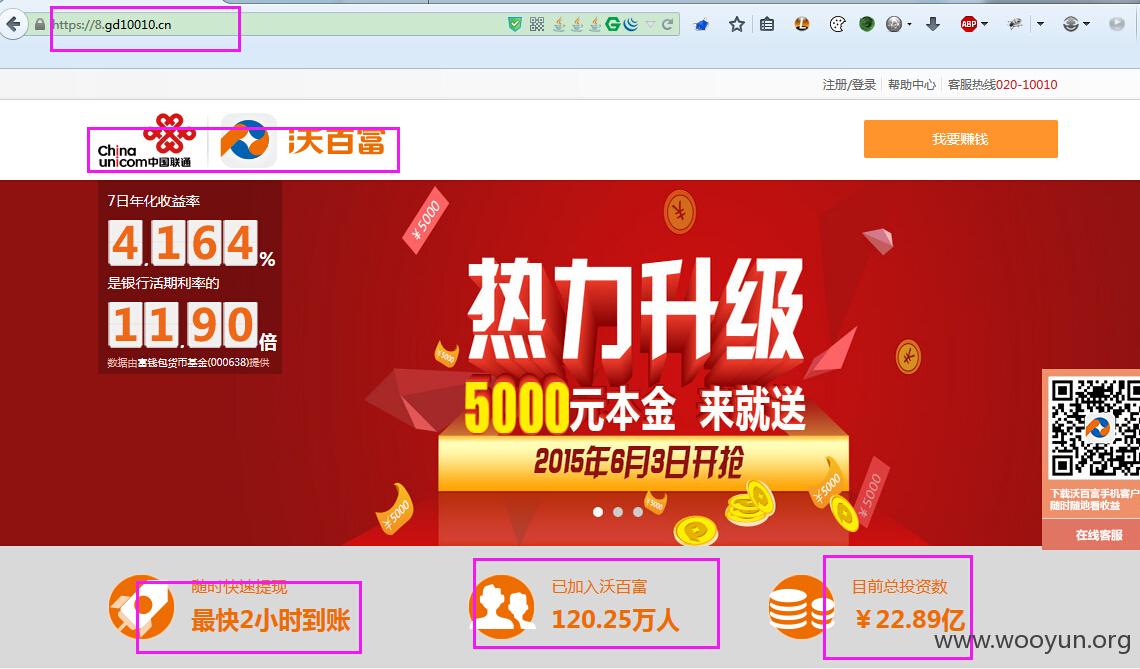 https://8.gd10010.cn
ABP
注册/登录 帮助中心 客服热线020-10010
China
unicom中国联通
沃百富
我要赚钱
7日年化收益率
4.164%
是银行活期利率的
11.90倍
数据由富钱包货币基金(000638)提供
¥5000
热力升级
¥5000
5000元本金 来就送
2015年6月3日开抢
¥5000
¥5000
¥5000
¥5000
下载沃百富手机客户
随时随地看收益
在线客服
随时快速提现
最快2小时到账
已加入沃百富
120.25万人
目前总投资数
¥22.89亿
www.wooyun.org